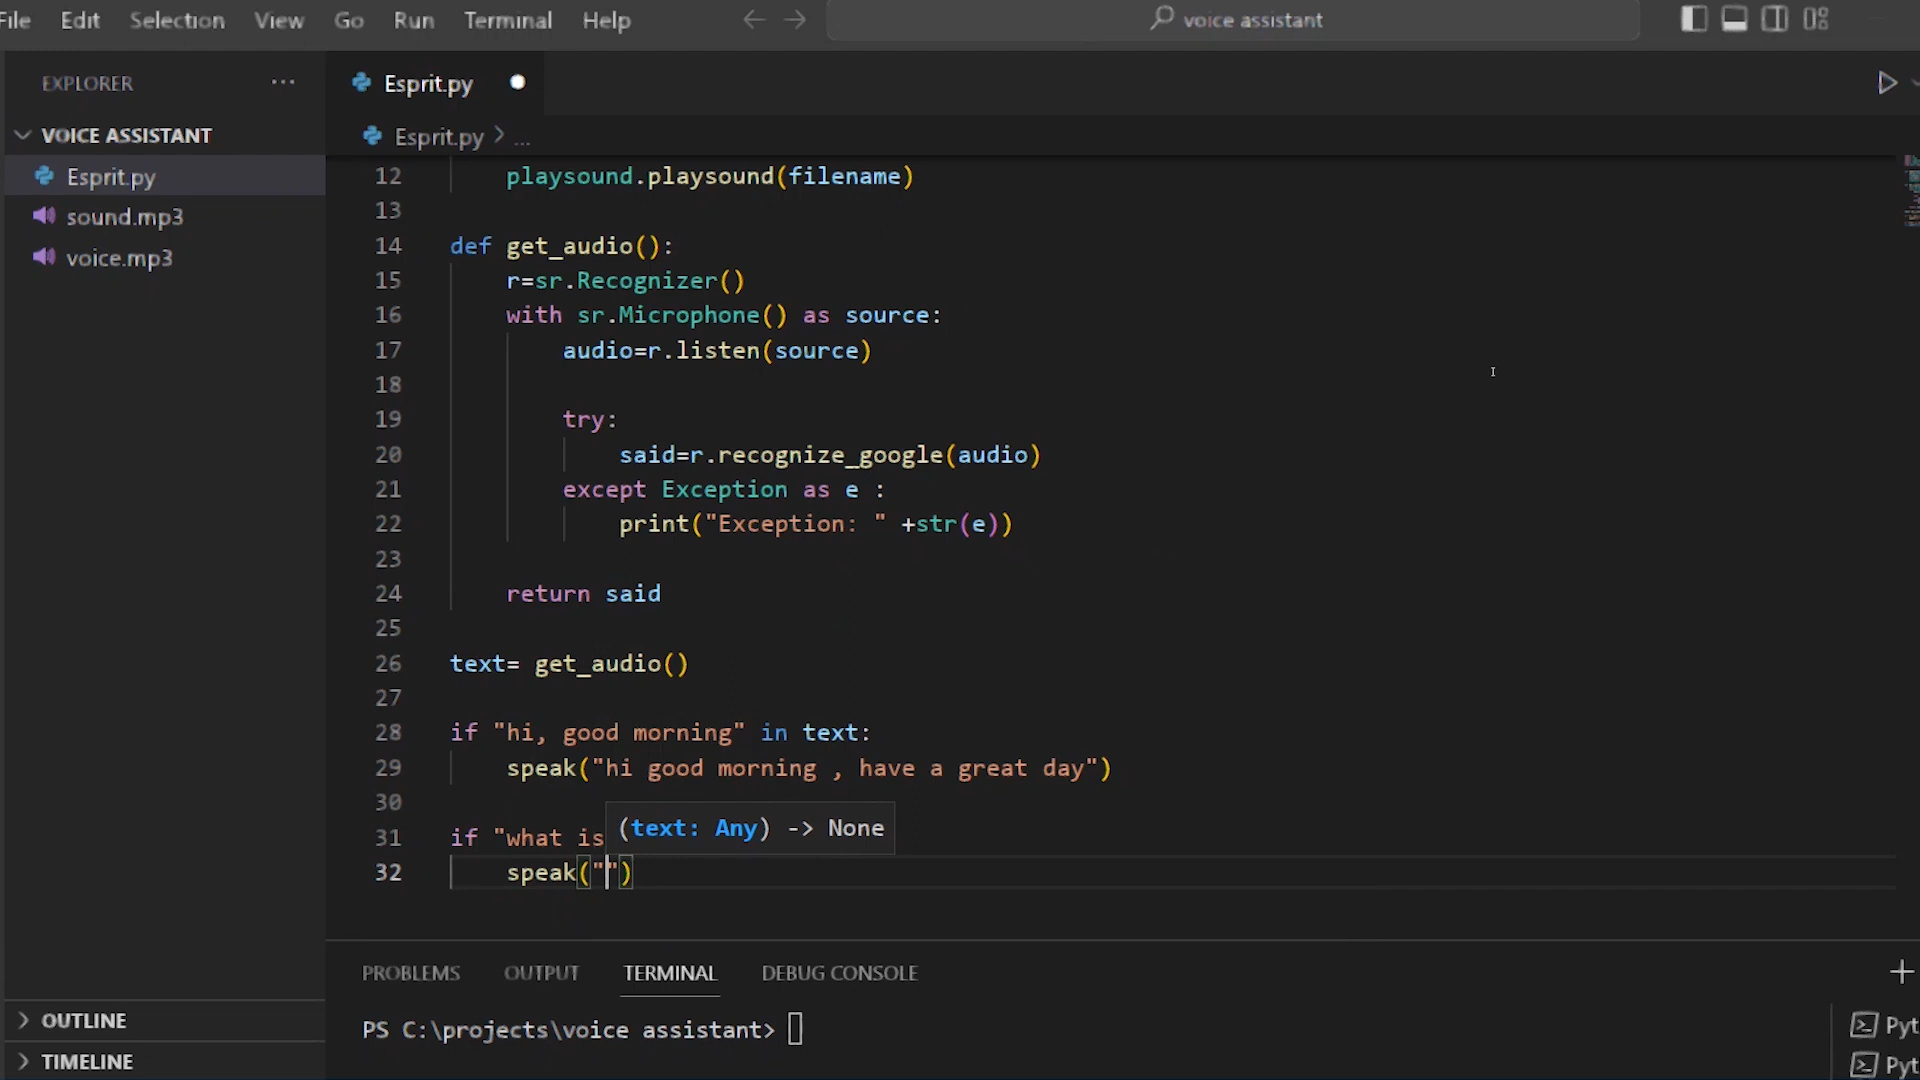 File Edit Selection View Go Run Terminal Help
voice assistant
EXPLORER ...
VOICE ASSISTANT
Esprit.py
sound.mp3
voice.mp3
OUTLINE
TIMELINE
Esprit.py
Esprit.py > ...
12 playsound.playsound(filename)
13
14 def get_audio():
15 r=sr.Recognizer()
16 with sr.Microphone() as source:
17 audio=r.listen(source)
18
19 try:
20 said=r.recognize_google(audio)
21 except Exception as e :
22 print("Exception: " +str(e))
23
24 return said
25
26 text= get_audio()
27
28 if "hi, good morning" in text:
29 speak("hi good morning , have a great day")
30
(text: Any) -> None
31 if "what is
32 speak("")
PROBLEMS OUTPUT TERMINAL DEBUG CONSOLE
PS C:\projects\voice assistant>
Pyt
Pyt